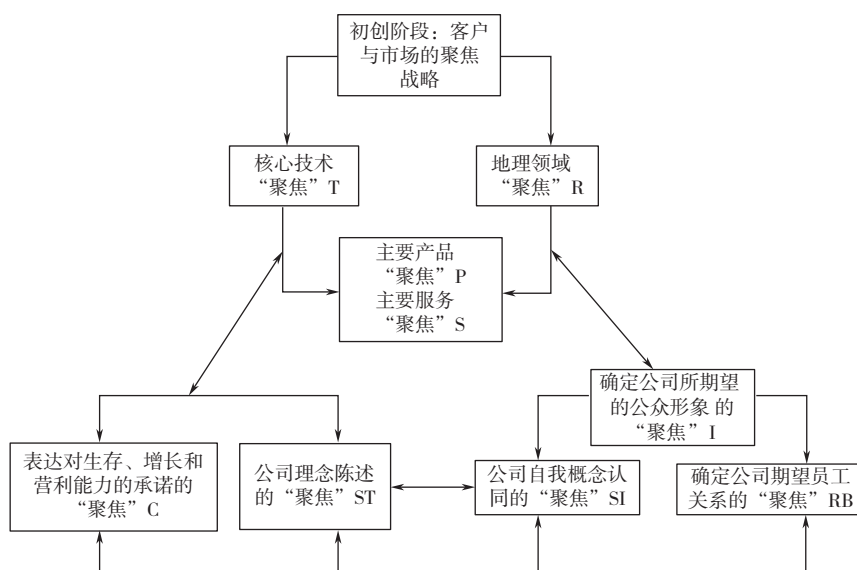 初创阶段：客户
与市场的聚焦
战略
核心技术
“聚焦”T
地理领域
“聚焦”R
主要产品
“聚焦”P
主要服务
“聚焦”S
确定公司所期望
的公众形象 的
“聚焦”I
表达对生存、增长和
营利能力的承诺的
“聚焦”C
公司理念陈述
的“聚焦”ST
公司自我概念认
同的“聚焦”SI
确定公司期望员工
关系的“聚焦”RB